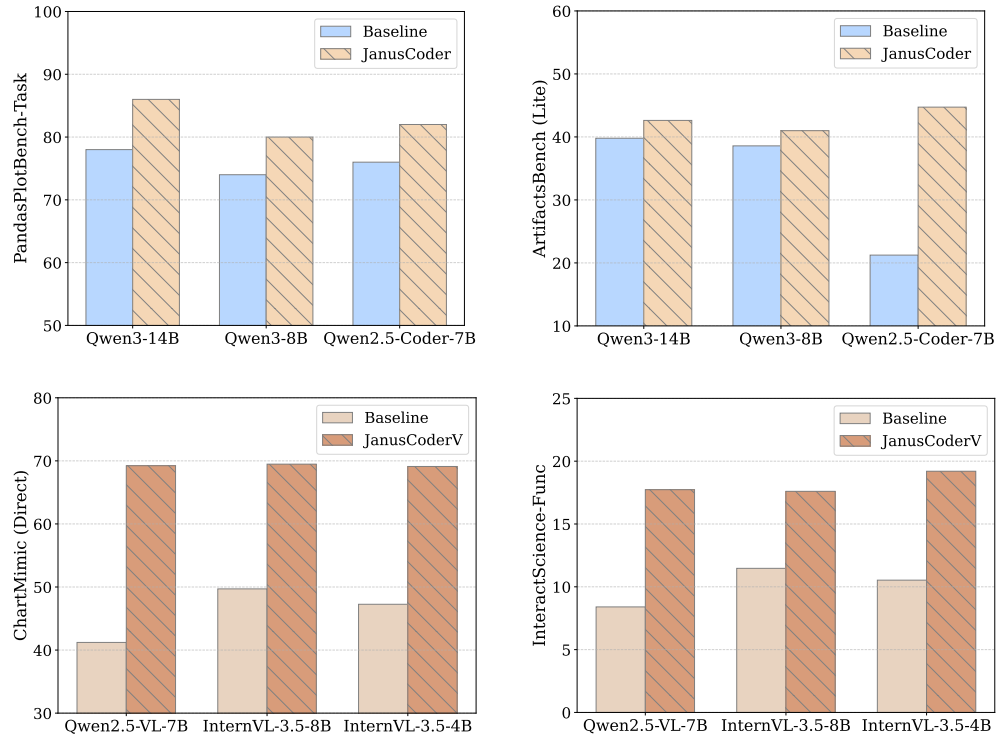 PandasPlotBench-Task
100
90
80
70
60
50
Baseline
JanusCoder
Qwen3-14B
Qwen3-8B
Qwen2.5-Coder-7B
ArtifactsBench (Lite)
60
50
40
30
20
10
Baseline
JanusCoder
Qwen3-14B
Qwen3-8B
Qwen2.5-Coder-7B
ChartMimic (Direct)
80
70
60
50
40
30
Baseline
JanusCoderV
Qwen2.5-VL-7B
InternVL-3.5-8B
InternVL-3.5-4B
InteractScience-Func
25
20
15
10
5
0
Baseline
JanusCoderV
Qwen2.5-VL-7B
InternVL-3.5-8B
InternVL-3.5-4B